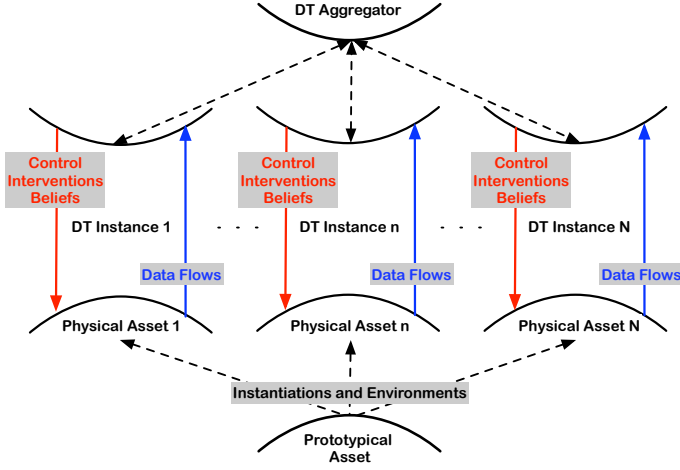 DT Aggregator
Control
Interventions
Beliefs
Control
Interventions
Beliefs
Control
Interventions
Beliefs
DT Instance 1 . . . . DT Instance n . . . . DT Instance N
Data Flows Data Flows Data Flows
Physical Asset 1 Physical Asset n Physical Asset N
Instantiations and Environments
Prototypical
Asset